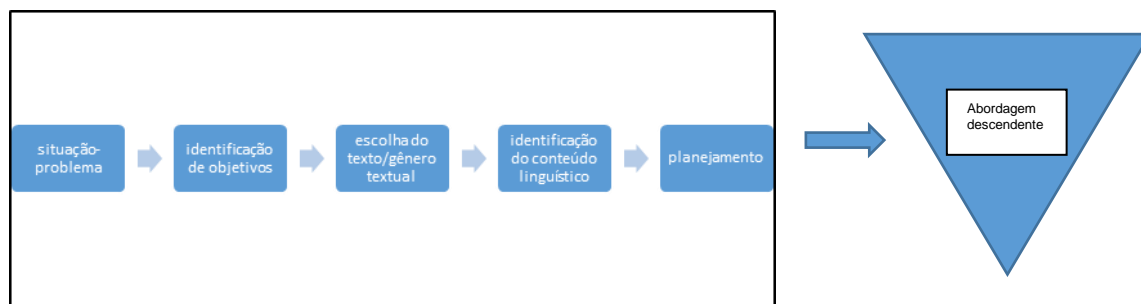 situação-
problema
identificação
de objetivos
escolha do
texto/gênero
textual
identificação
do conteúdo
linguístico
planejamento
Abordagem
descendente